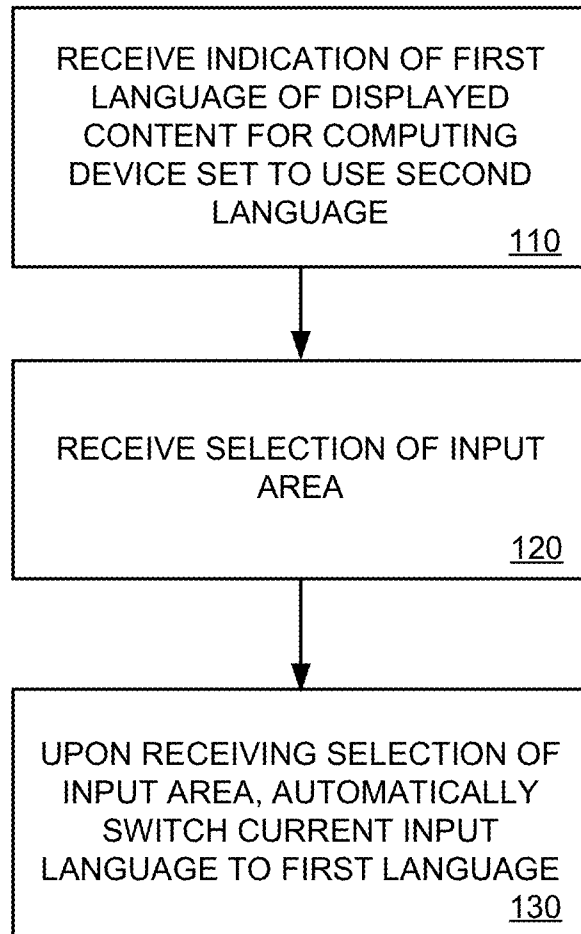 RECEIVE INDICATION OF FIRST
LANGUAGE OF DISPLAYED
CONTENT FOR COMPUTING
DEVICE SET TO USE SECOND
LANGUAGE
110
RECEIVE SELECTION OF INPUT
AREA
120
UPON RECEIVING SELECTION OF
INPUT AREA, AUTOMATICALLY
SWITCH CURRENT INPUT
LANGUAGE TO FIRST LANGUAGE
130